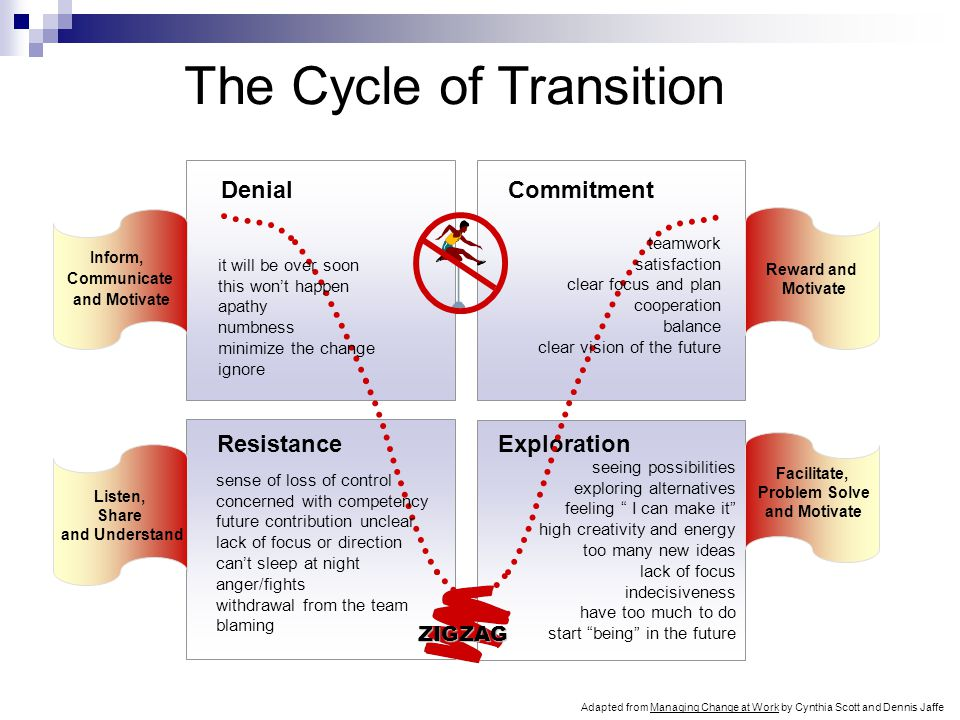 The Cycle of Transition
Denial
it will be over soon
this won’t happen
apathy
numbness
minimize the change
ignore
Commitment
teamwork
satisfaction
clear focus and plan
cooperation
balance
clear vision of the future
Inform,
Communicate
and Motivate
Reward and
Motivate
Resistance
sense of loss of control
concerned with competency
future contribution unclear
lack of focus or direction
can’t sleep at night
anger/fights
withdrawal from the team
blaming
Exploration
seeing possibilities
exploring alternatives
feeling “ I can make it”
high creativity and energy
too many new ideas
lack of focus
indecisiveness
have too much to do
start “being” in the future
Listen,
Share
and Understand
Facilitate,
Problem Solve
and Motivate
ZIGZAG
Adapted from Managing Change at Work by Cynthia Scott and Dennis Jaffe